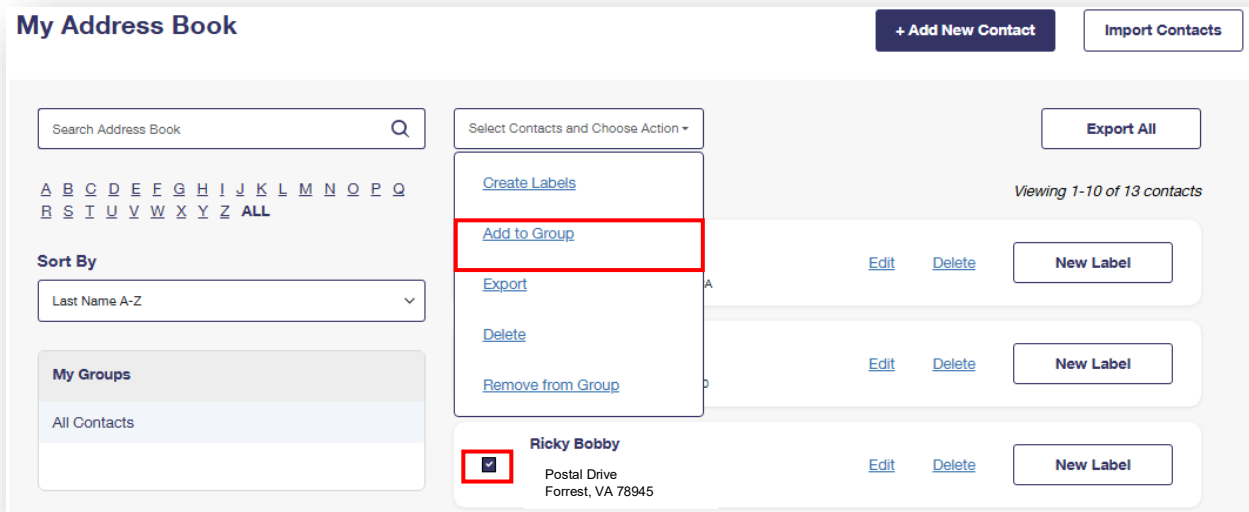 My Address Book
+ Add New Contact
Import Contacts
Search Address Book
Select Contacts and Choose Action
Export All
A B C D E F G H I J K L M N O P Q
R S T U V W X Y Z ALL
Create Labels
Viewing 1-10 of 13 contacts
Add to Group
Sort By
Edit Delete New Label
Last Name A-Z
Export
A
Delete
My Groups
Edit Delete New Label
Remove from Group
All Contacts
Ricky Bobby
Postal Drive
Forrest, VA 78945
Edit Delete New Label